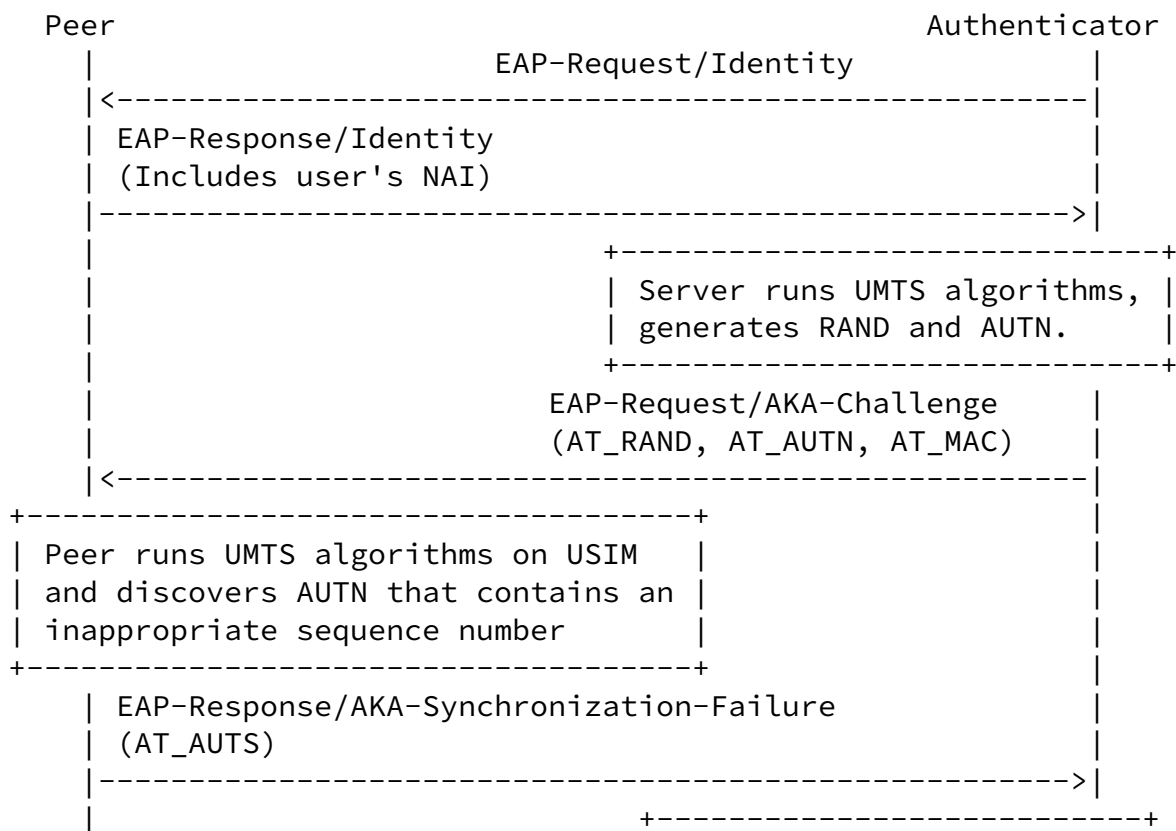 Peer                                             Authenticator
EAP-Request/Identity
EAP-Response/Identity
(Includes user's NAI)
Server runs UMTS algorithms,
generates RAND and AUTN.
EAP-Request/AKA-Challenge
(AT_RAND, AT_AUTN, AT_MAC)
Peer runs UMTS algorithms on USIM
and discovers AUTN that contains an
inappropriate sequence number
EAP-Response/AKA-Synchronization-Failure
(AT_AUTS)